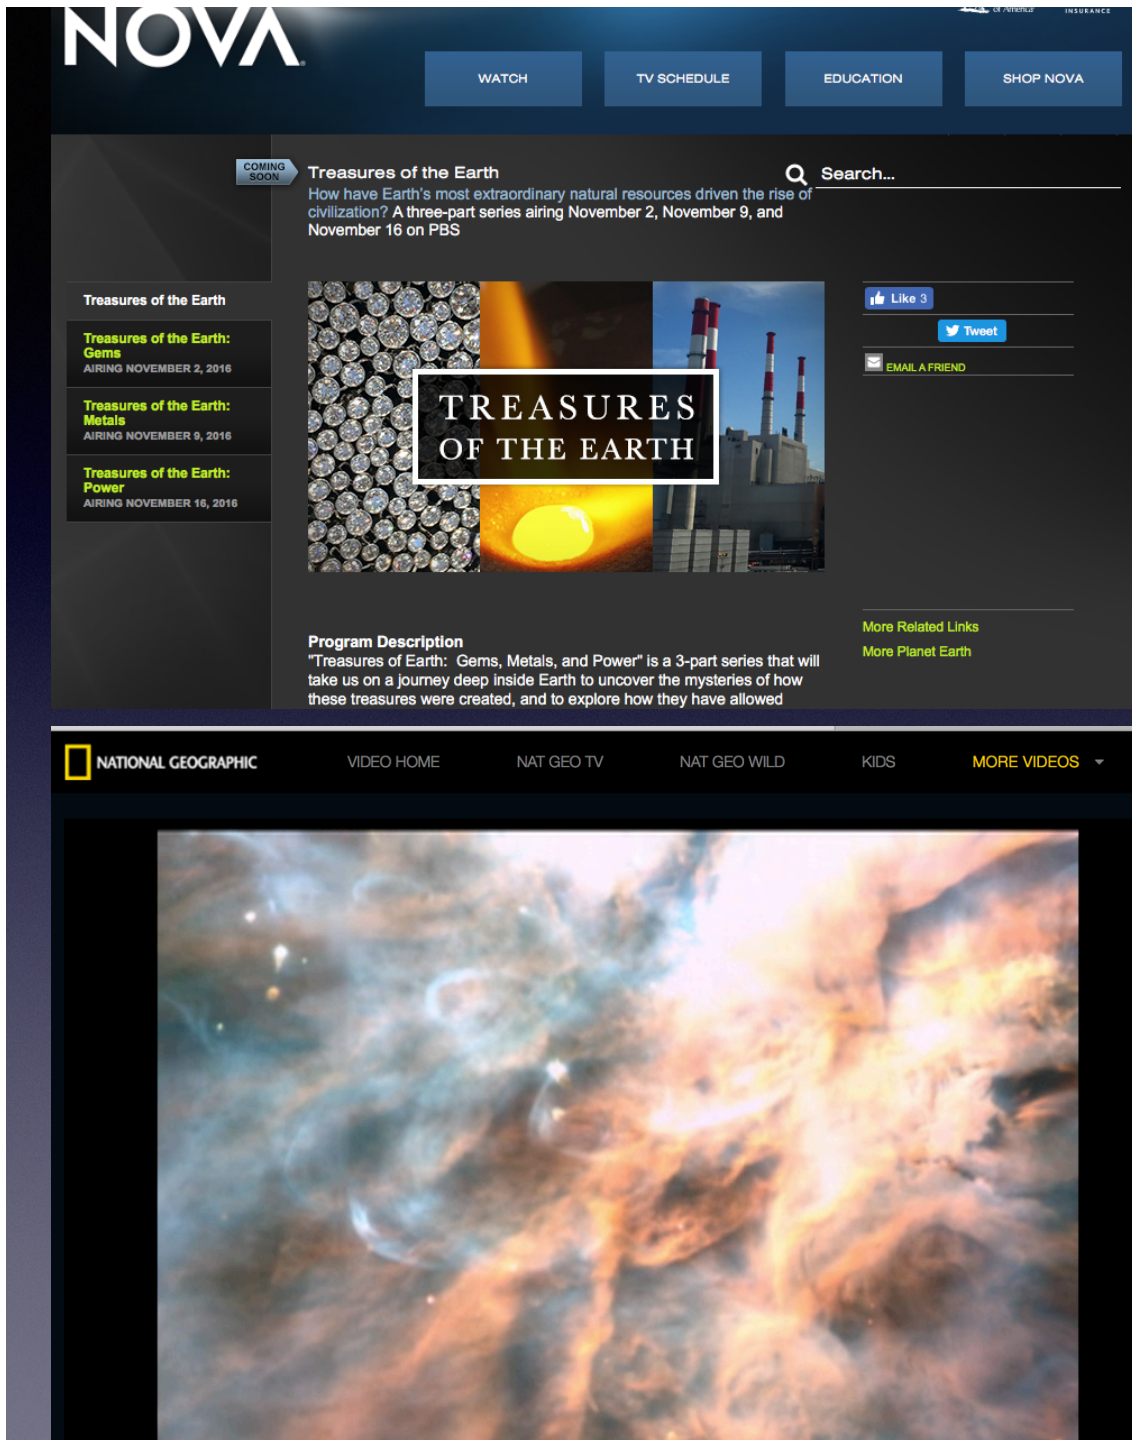 NOVA
of America
INSURANCE
WATCH
TV SCHEDULE
EDUCATION
SHOP NOVA
COMING
SOON
Treasures of the Earth
How have Earth's most extraordinary natural resources driven the rise of
civilization? A three-part series airing November 2, November 9, and
November 16 on PBS
Search...
Treasures of the Earth
Treasures of the Earth:
Gems
AIRING NOVEMBER 2, 2016
Treasures of the Earth:
Metals
AIRING NOVEMBER 9, 2016
Treasures of the Earth:
Power
AIRING NOVEMBER 16, 2016
TREASURES
OF THE EARTH
Like 3
Tweet
EMAIL A FRIEND
More Related Links
More Planet Earth
Program Description
"Treasures of Earth:  Gems, Metals, and Power" is a 3-part series that will
take us on a journey deep inside Earth to uncover the mysteries of how
these treasures were created, and to explore how they have allowed
NATIONAL GEOGRAPHIC
VIDEO HOME
NAT GEO TV
NAT GEO WILD
KIDS
MORE VIDEOS